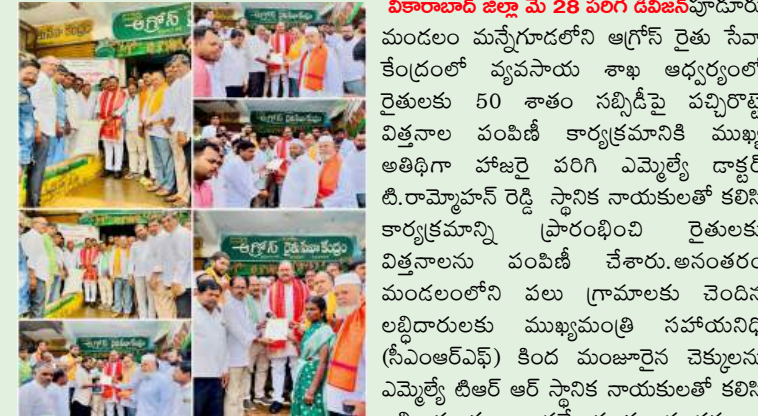 వికారాబాద్ జిల్లా మే 28 పరిగి డివిజన్పూడూరు
మండలం మన్నేగూడలోని ఆగ్రోస్ రైతు సేవా
కేంద్రంలో వ్యవసాయ శాఖ ఆధ్వర్యంలో
రైతులకు 50 శాతం సబ్సిడీపై పచ్చిరొట్టె
విత్తనాల పంపిణీ కార్యక్రమానికి ముఖ్య
అతిథిగా హాజరై పరిగి ఎమ్మెల్యే డాక్టర్
టి.రామ్మోహన్ రెడ్డి స్థానిక నాయకులతో కలిసి
కార్యక్రమాన్ని ప్రారంభించి రైతులకు
విత్తనాలను పంపిణీ చేశారు.అనంతరం
మండలంలోని పలు గ్రామాలకు చెందిన
లబ్ధిదారులకు ముఖ్యమంత్రి సహాయనిధి
(సీఎంఆర్ఎఫ్) కింద మంజూరైన చెక్కులను
ఎమ్మెల్యే టిఆర్ ఆర్ స్థానిక నాయకులతో కలిసి
ఆగ్రోస్
ఆగ్రోస్ రైతు సేవా కేంద్రం